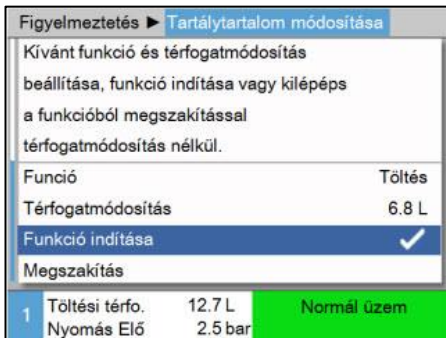 Figyelmeztetés ▶ Tartálytartalom módosítása
Kívánt funkció és térfogatmódosítás
beállítása, funkció indítása vagy kilépéps
a funkcióból megszakítással
térfogatmódosítás nélkül.
Funció Töltés
Térfogatmódosítás 6.8 L
Funkció indítása ✓
Megszakítás
1 Töltési térfo. 12.7 L Normál üzem
Nyomás Elő 2.5 bar